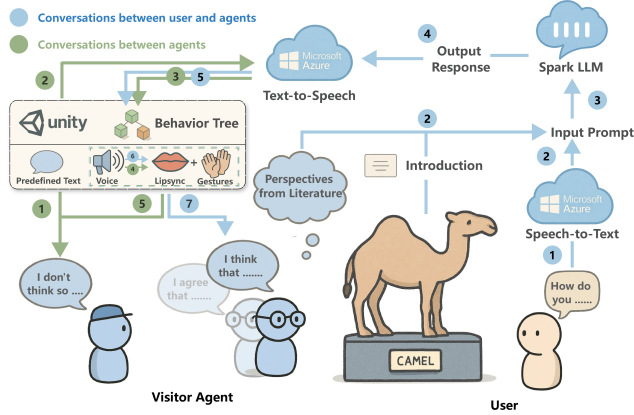 Conversations between user and agents
Conversations between agents
2
3
5
4
Microsoft
Azure
Text-to-Speech
Output
Response
Spark LLM
3
unity
Behavior Tree
Predefined Text
Voice
6
4
Lipsync
+
Gestures
2
Input Prompt
Introduction
Perspectives
from Literature
2
Microsoft
Azure
Speech-to-Text
1
5
7
1
I don't
think so ....
I agree
that .......
I think
that .......
How do
you ......
CAMEL
Visitor Agent
User